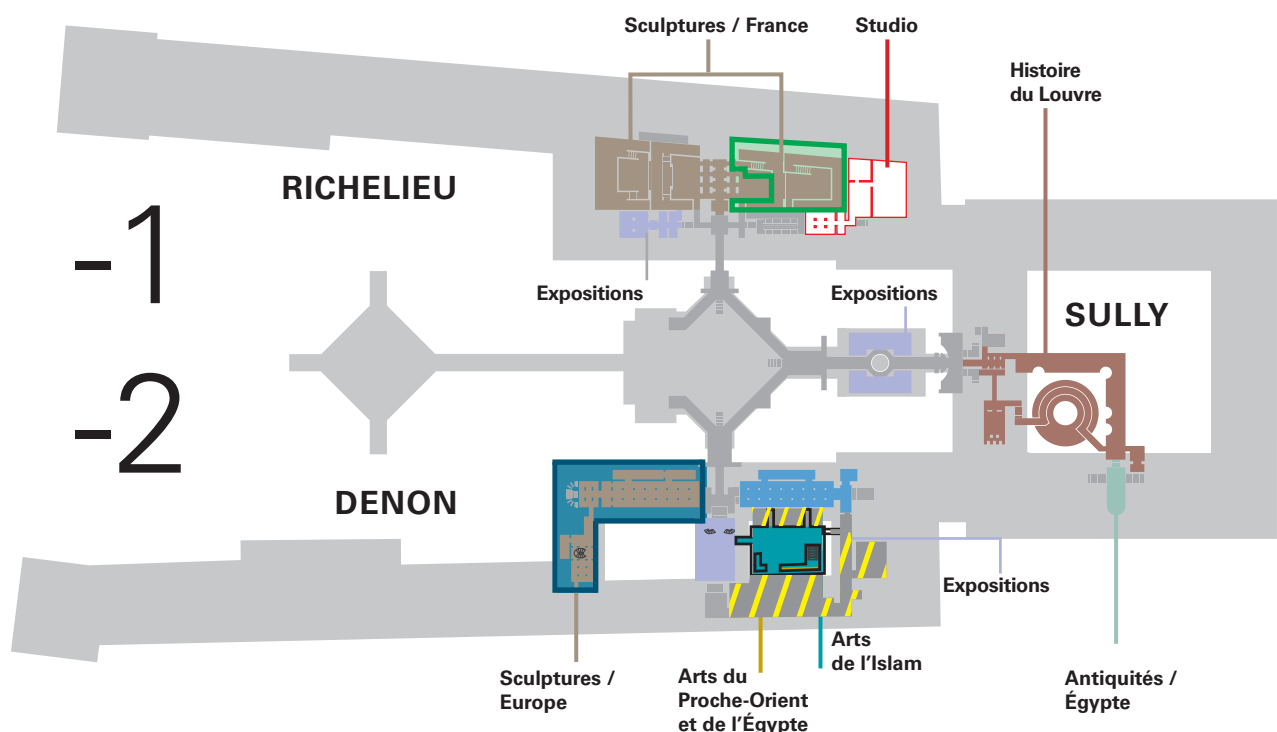 Sculptures / France
Studio
Histoire
du Louvre
RICHELIEU
-1
Expositions
Expositions
SULLY
-2
DENON
Expositions
Sculptures /
Europe
Arts du
Proche-Orient
et de l’Égypte
Arts
de l’Islam
Antiquités /
Égypte